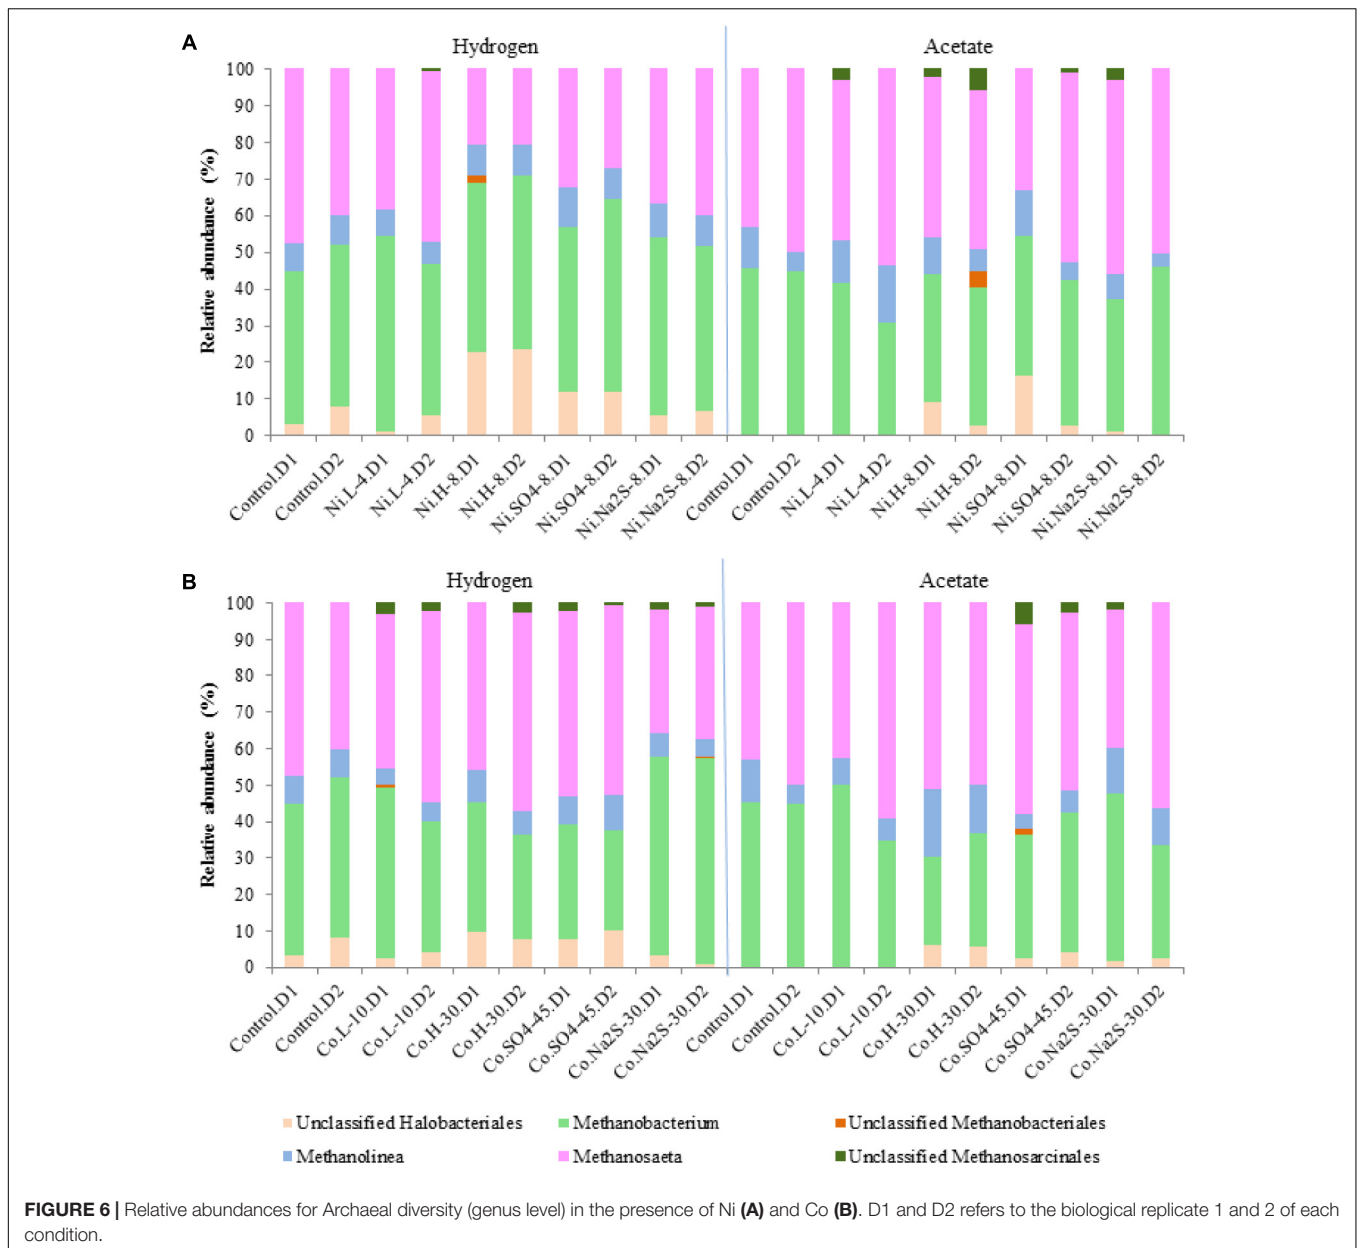 A
Hydrogen
Acetate
Relative abundance (%)
100
90
80
70
60
50
40
30
20
10
0
Control.D1
Control.D2
Ni.L-4.D1
Ni.L-4.D2
Ni.H-8.D1
Ni.H-8.D2
Ni.SO4-8.D1
Ni.SO4-8.D2
Ni.Na2S-8.D1
Ni.Na2S-8.D2
Control.D1
Control.D2
Ni.L-4.D1
Ni.L-4.D2
Ni.H-8.D1
Ni.H-8.D2
Ni.SO4-8.D1
Ni.SO4-8.D2
Ni.Na2S-8.D1
Ni.Na2S-8.D2
B
Hydrogen
Acetate
Relative abundance (%)
100
90
80
70
60
50
40
30
20
10
0
Control.D1
Control.D2
Co.L-10.D1
Co.L-10.D2
Co.H-30.D1
Co.H-30.D2
Co.SO4-45.D1
Co.SO4-45.D2
Co.Na2S-30.D1
Co.Na2S-30.D2
Control.D1
Control.D2
Co.L-10.D1
Co.L-10.D2
Co.H-30.D1
Co.H-30.D2
Co.SO4-45.D1
Co.SO4-45.D2
Co.Na2S-30.D1
Co.Na2S-30.D2
Unclassified Halobacteriales
Methanobacterium
Unclassified Methanobacteriales
Methanolinea
Methanosaeta
Unclassified Methanosarcinales
FIGURE 6 | Relative abundances for Archaeal diversity (genus level) in the presence of Ni (A) and Co (B). D1 and D2 refers to the biological replicate 1 and 2 of each
condition.